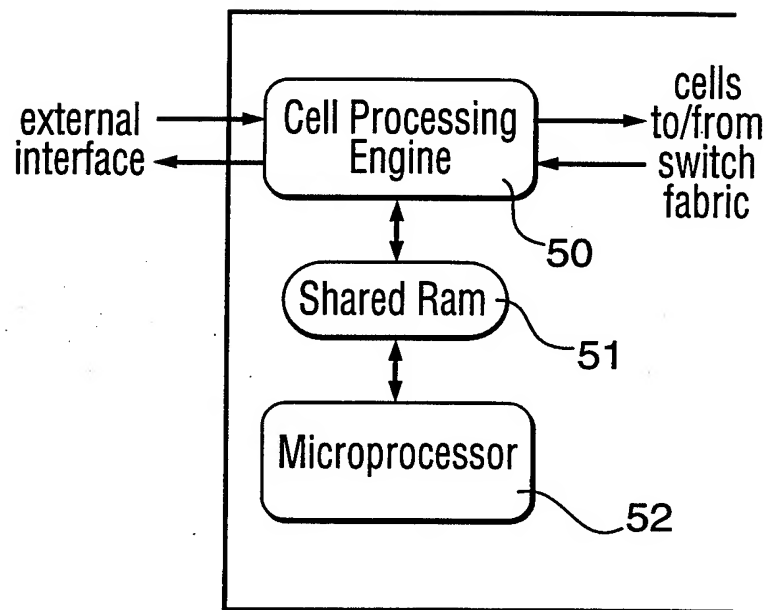 external
interface
Cell Processing
Engine
50
cells
to/from
switch
fabric
Shared Ram
51
Microprocessor
52